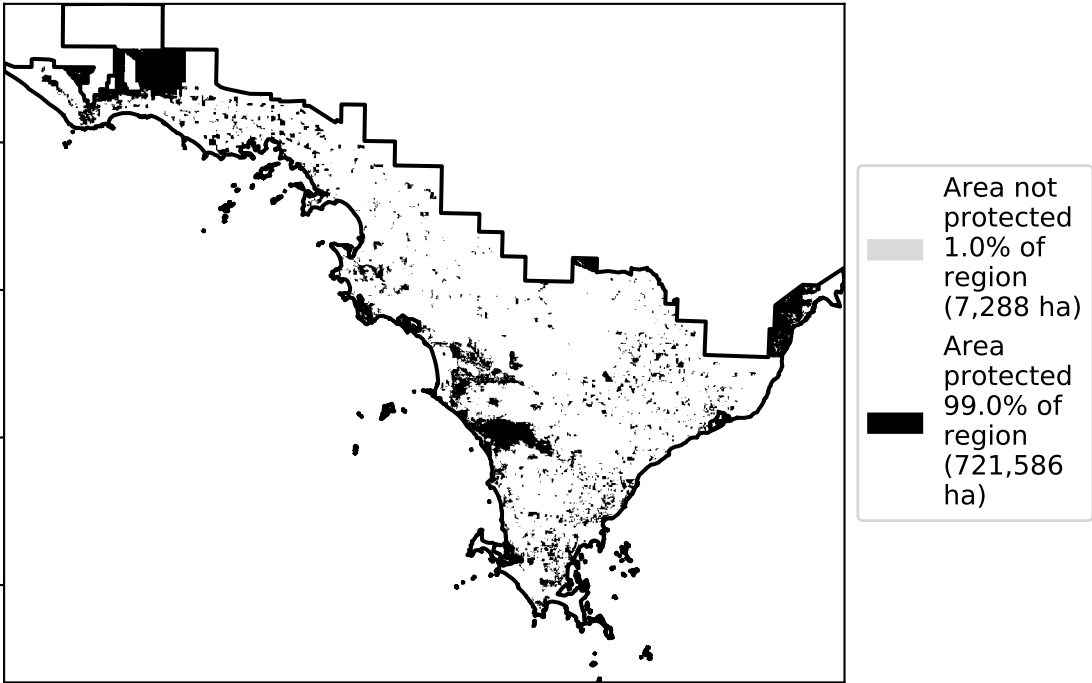 Area not
protected
1.0% of
region
(7,288 ha)
Area
protected
99.0% of
region
(721,586
ha)